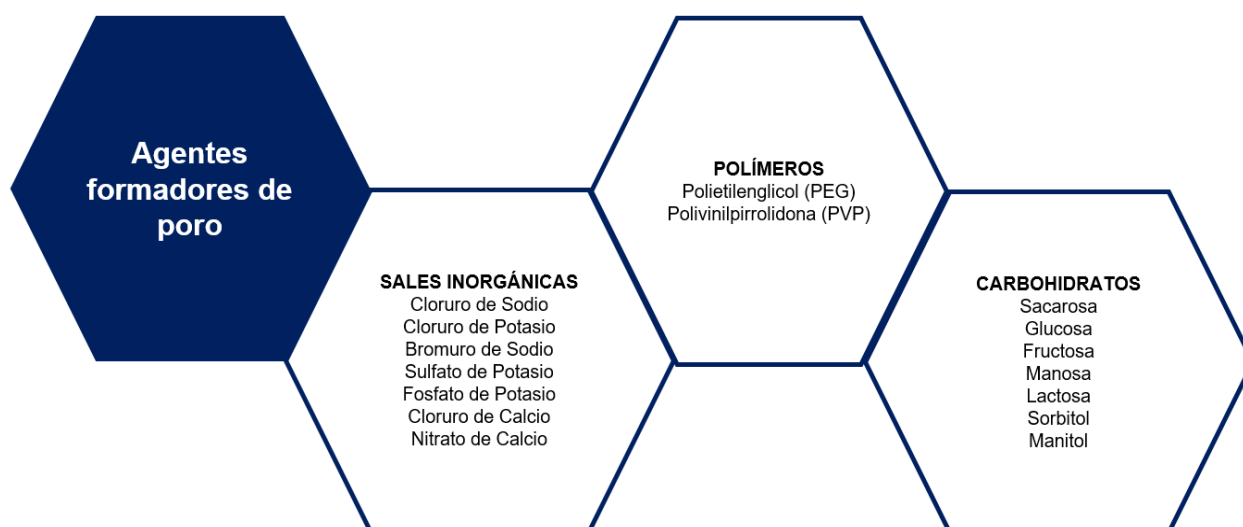 Agentes
formadores de
poro
SALES INORGÁNICAS
Cloruro de Sodio
Cloruro de Potasio
Bromuro de Sodio
Sulfato de Potasio
Fosfato de Potasio
Cloruro de Calcio
Nitrato de Calcio
POLÍMEROS
Polietilenglicol (PEG)
Polivinilpirrolidona (PVP)
CARBOHIDRATOS
Sacarosa
Glucosa
Fructosa
Manosa
Lactosa
Sorbitol
Manitol